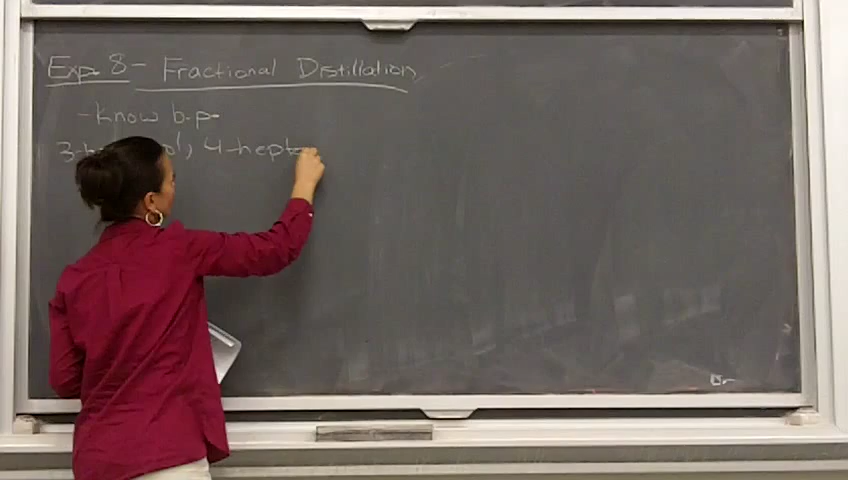 Exp. 8 - Fractional Distillation
- Know b.p.
3-h ol, 4-hept